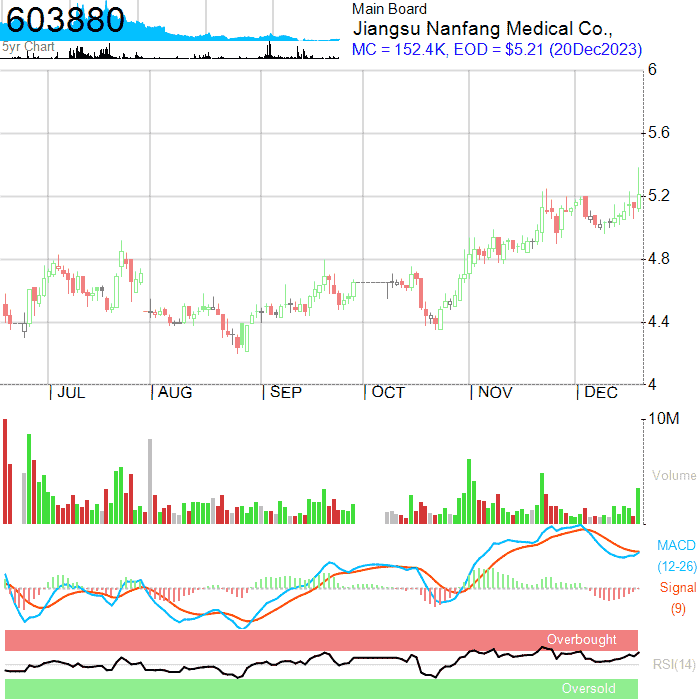 603880
5yr Chart
Main Board
Jiangsu Nanfang Medical Co.,
MC = 152.4K, EOD = $5.21 (20Dec2023)
6
5.6
5.2
4.8
4.4
4
| JUL | AUG | SEP | OCT | NOV | DEC
10M
Volume
MACD
(12-26)
Signal
(9)
Overbought
RSI(14)
Oversold